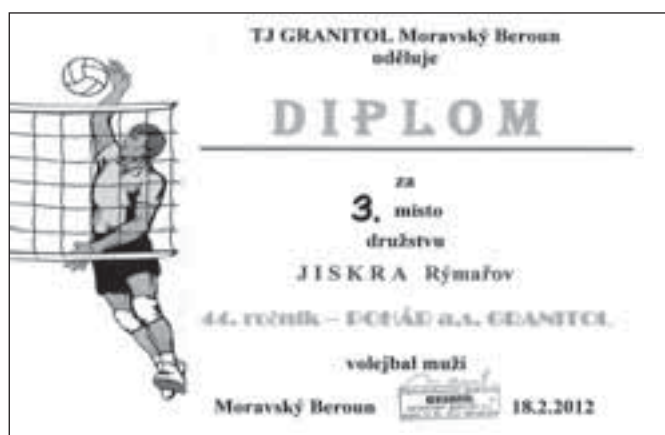 TJ GRANITOL Moravský Beroun
uděluje
DIPLOM
za
3. místo
družstvu
JISKRA Rýmařov
44. ročník – POHÁR a.s. GRANITOL
volejbal muži
Moravský Beroun 18.2.2012